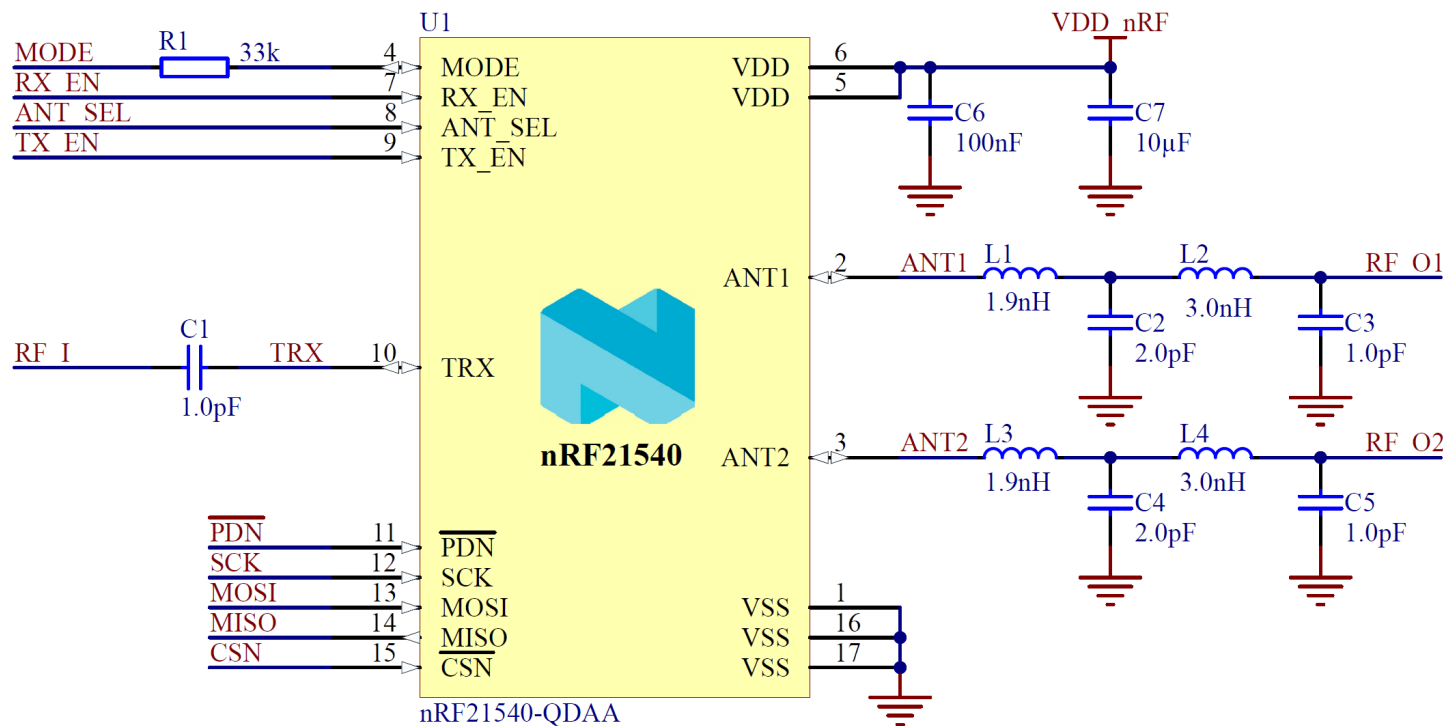 U1
VDD_nRF
MODE R1 33k 4 MODE VDD 6
RX_EN 7 RX_EN VDD 5
ANT_SEL 8 ANT_SEL C6 C7
TX_EN 9 TX_EN 100nF 10µF
ANT1 2 ANT1 L1 L2 RF_O1
1.9nH 3.0nH
C1 C2 C3
RF_I TRX 10 TRX 2.0pF 1.0pF
1.0pF
nRF21540
ANT2 3 ANT2 L3 L4 RF_O2
1.9nH 3.0nH
C4 C5
2.0pF 1.0pF
PDN 11 PDN
SCK 12 SCK
MOSI 13 MOSI VSS 1
MISO 14 MISO VSS 16
CSN 15 CSN VSS 17
nRF21540-QDAA